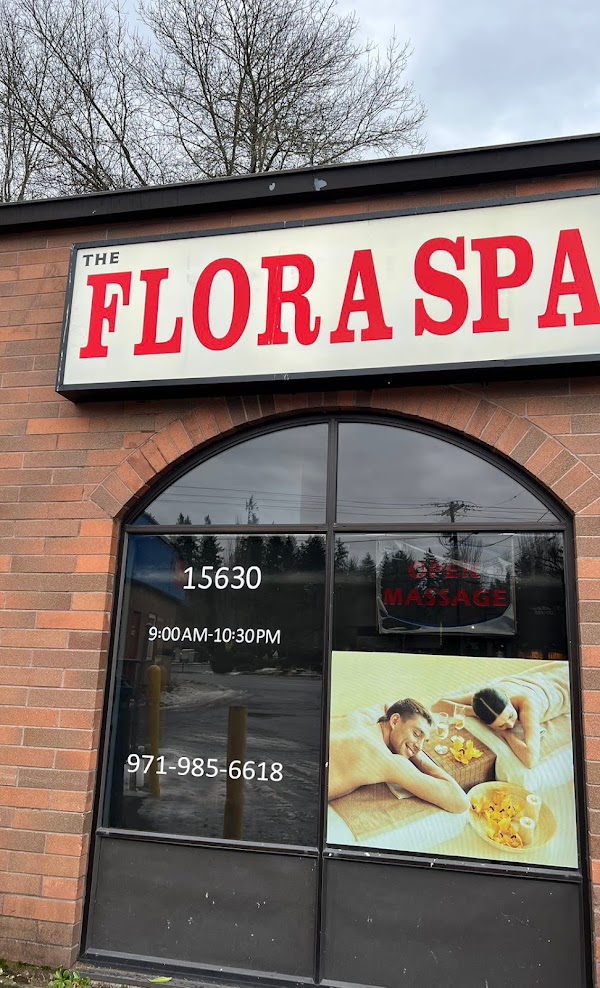 THE
FLORA SPA
15630
9:00AM-10:30PM
971-985-6618
OPEN
MASSAGE